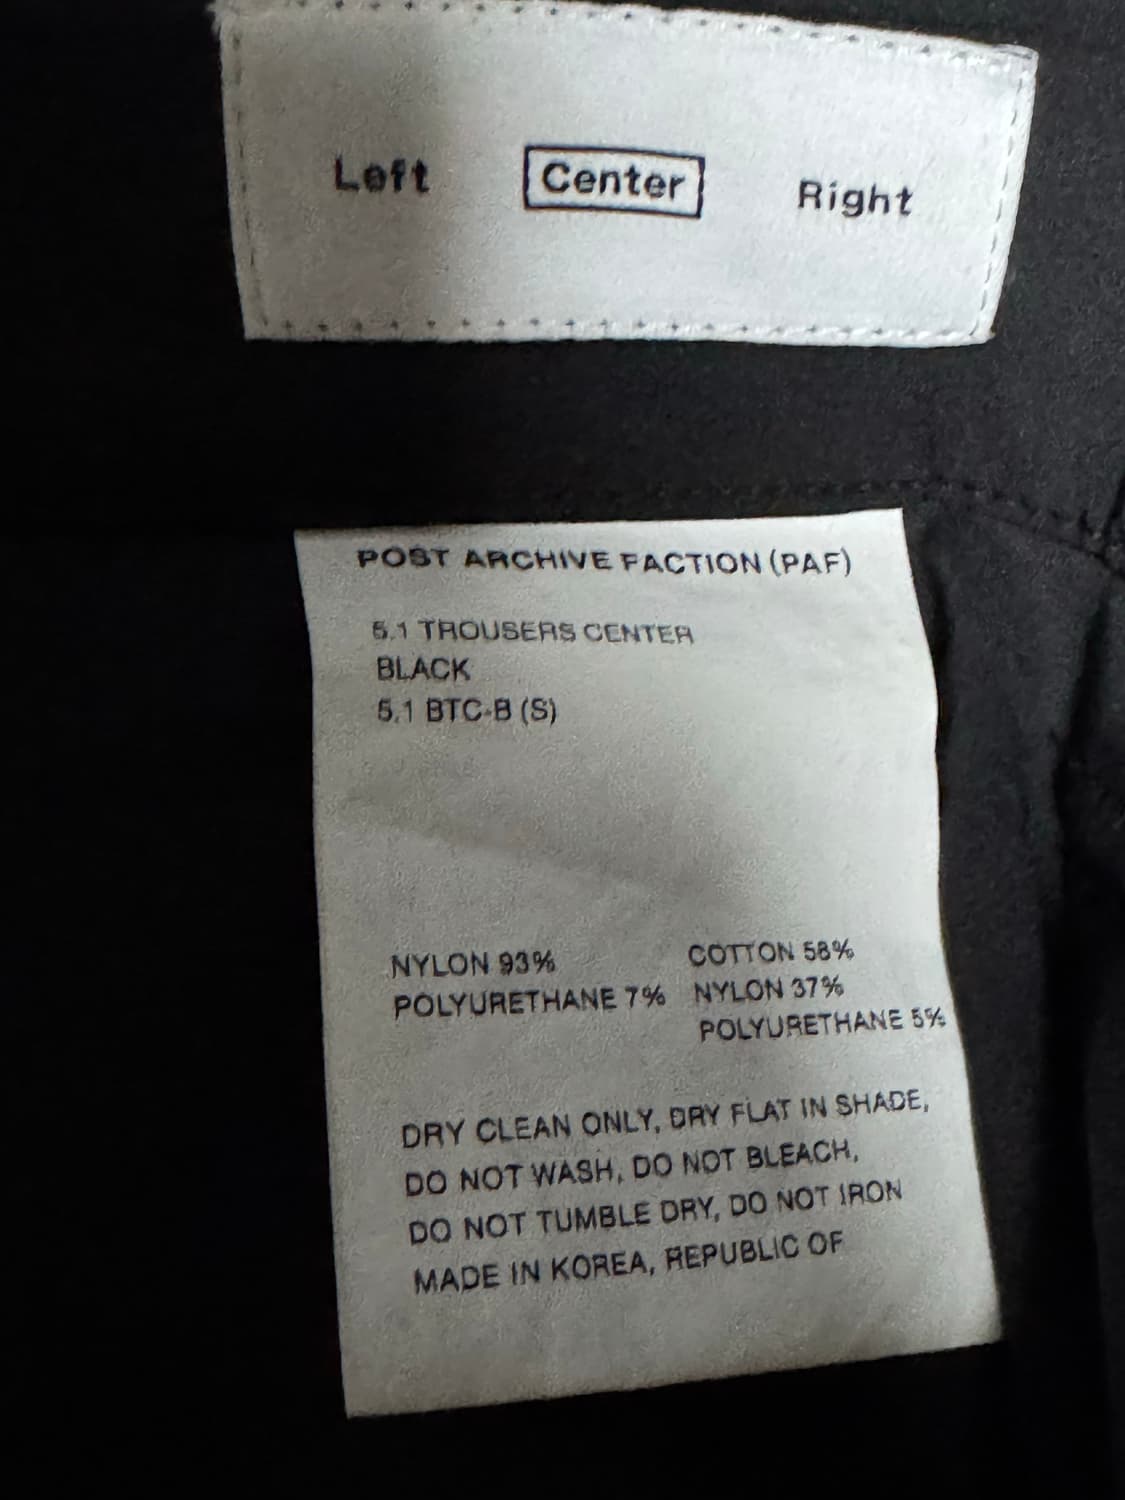 Left Center Right
POST ARCHIVE FACTION (PAF)
5.1 TROUSERS CENTER
BLACK
5.1 BTC-B (S)
NYLON 93%
POLYURETHANE 7%
COTTON 58%
NYLON 37%
POLYURETHANE 5%
DRY CLEAN ONLY, DRY FLAT IN SHADE,
DO NOT WASH, DO NOT BLEACH,
DO NOT TUMBLE DRY, DO NOT IRON
MADE IN KOREA, REPUBLIC OF